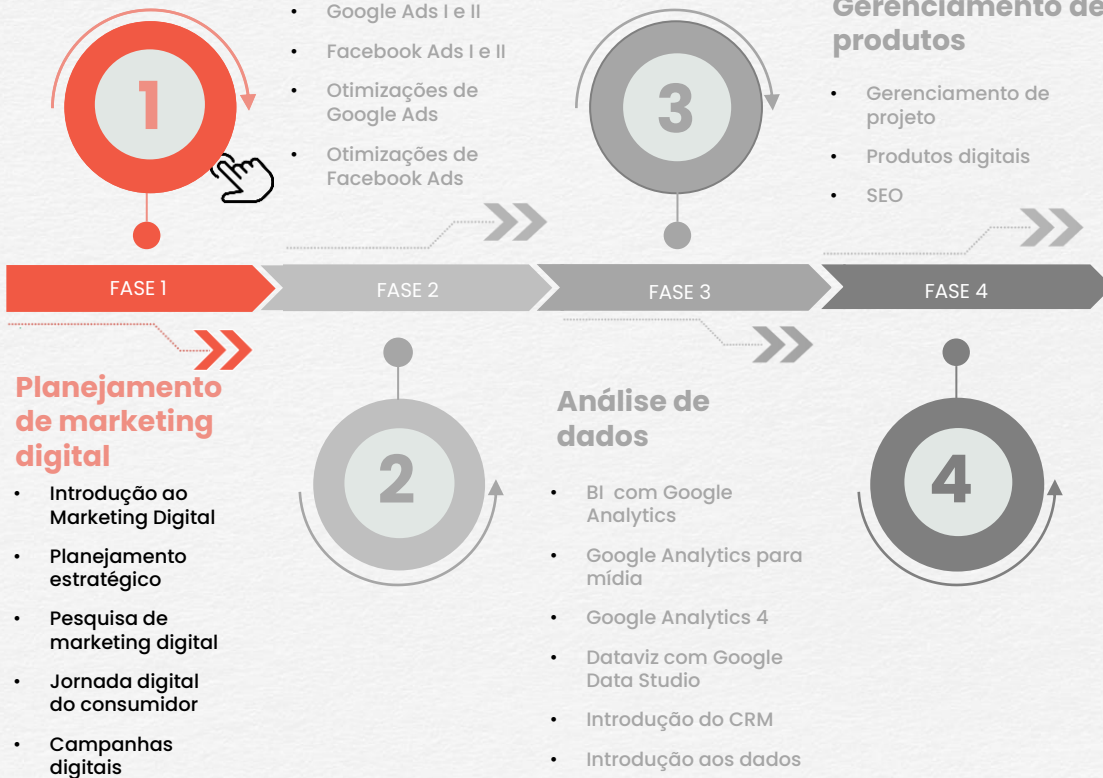 1
Google Ads I e II
Facebook Ads I e II
Otimizações de
Google Ads
Otimizações de
Facebook Ads
3
Gerenciamento de
produtos
Gerenciamento de
projeto
Produtos digitais
SEO
FASE 1
FASE 2
FASE 3
FASE 4
Planejamento
de marketing
digital
Introdução ao
Marketing Digital
Planejamento
estratégico
Pesquisa de
marketing digital
Jornada digital
do consumidor
Campanhas
digitais
2
Análise de
dados
BI com Google
Analytics
Google Analytics para
mídia
Google Analytics 4
Dataviz com Google
Data Studio
Introdução do CRM
Introdução aos dados
4